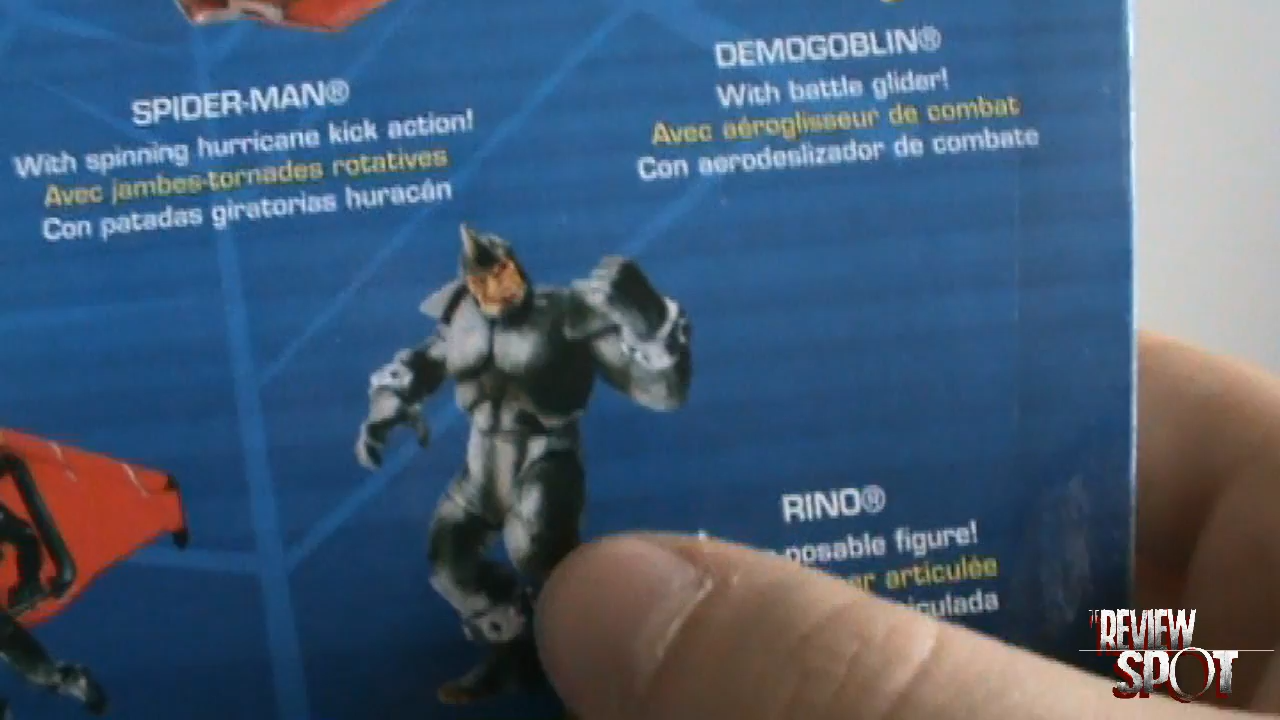 SPIDER-MAN®
With spinning hurricane kick action!
Avec jambes-tornades rotatives
Con patadas giratorias huracán
DEMOGOBLIN®
With battle glider!
Avec aéroglisseur de combat
Con aerodeslizador de combate
RINO®
posable figure!
articulée
THE REVIEW
SPOT